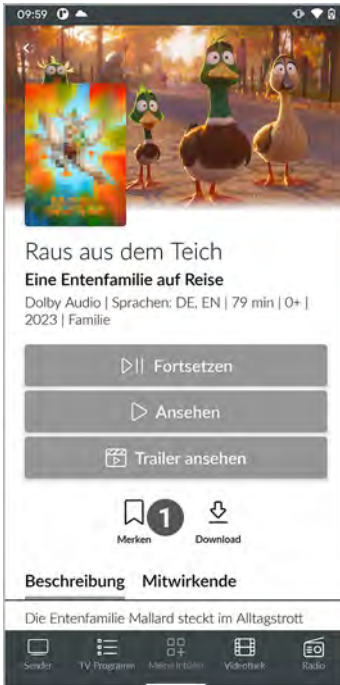 09:59
Raus aus dem Teich
Eine Entenfamilie auf Reise
Dolby Audio | Sprachen: DE, EN | 79 min | 0+ |
2023 | Familie
Fortsetzen
Ansehen
Trailer ansehen
1
Merken Download
Beschreibung Mitwirkende
Die Entenfamilie Mallard steckt im Alltagstrott
Sender TV Programm Videothek Radio